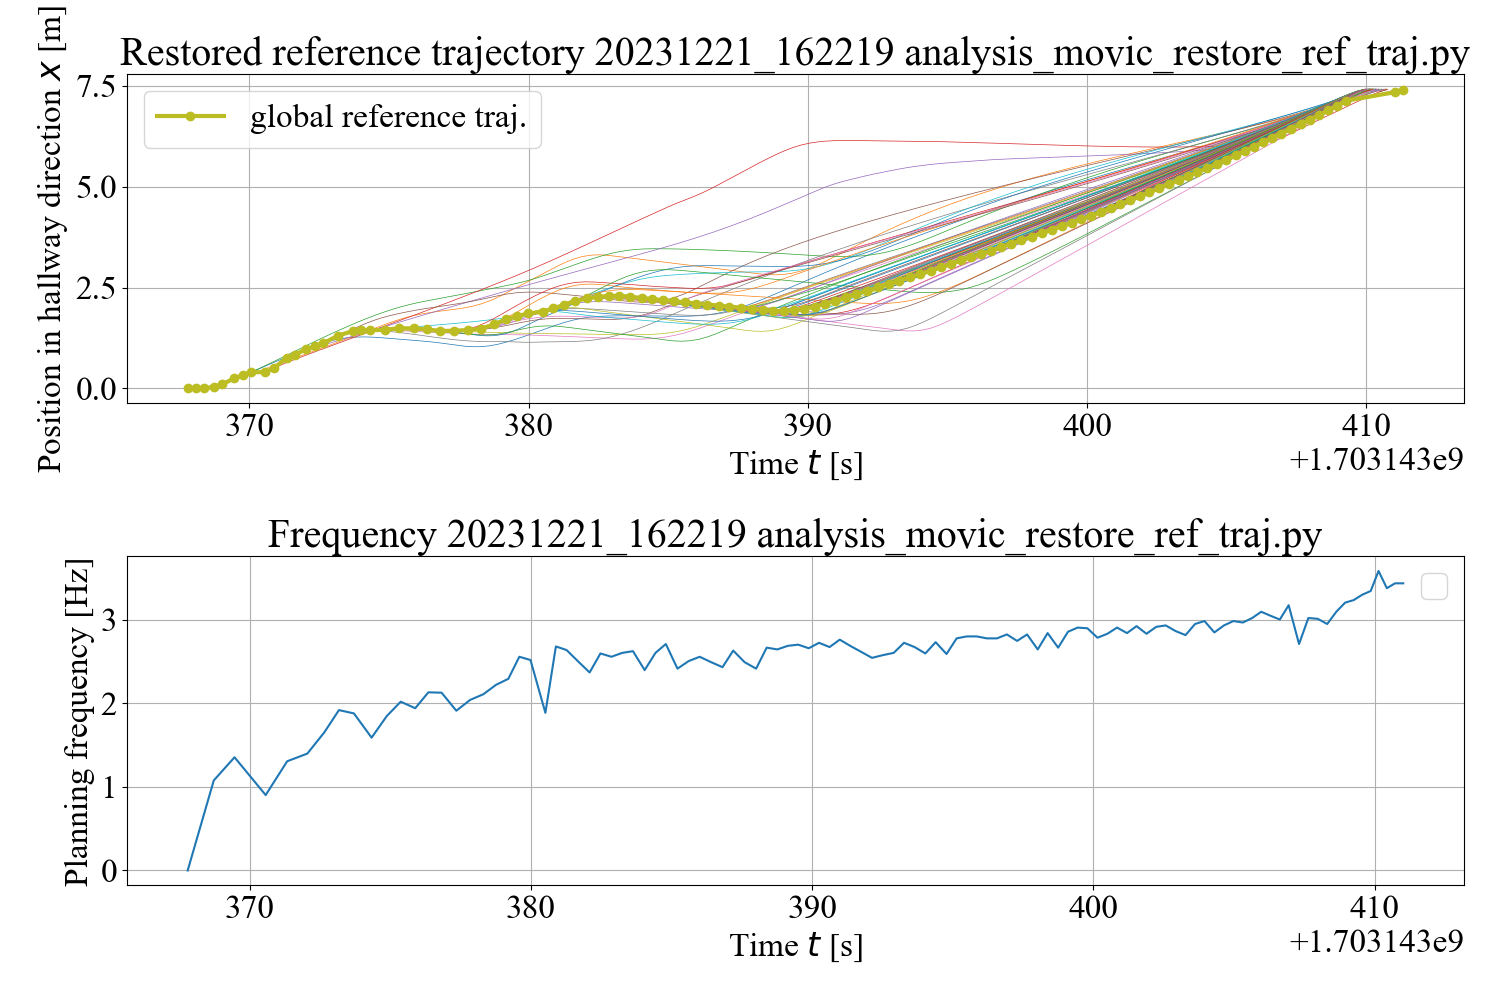 Restored reference trajectory 20231221_162219 analysis_movic_restore_ref_traj.py
Position in hallway direction x [m]
7.5
5.0
2.5
0.0
global reference traj.
370 380 390 400 410
Time t [s]
+1.703143e9
Frequency 20231221_162219 analysis_movic_restore_ref_traj.py
Planning frequency [Hz]
3
2
1
0
370 380 390 400 410
Time t [s]
+1.703143e9